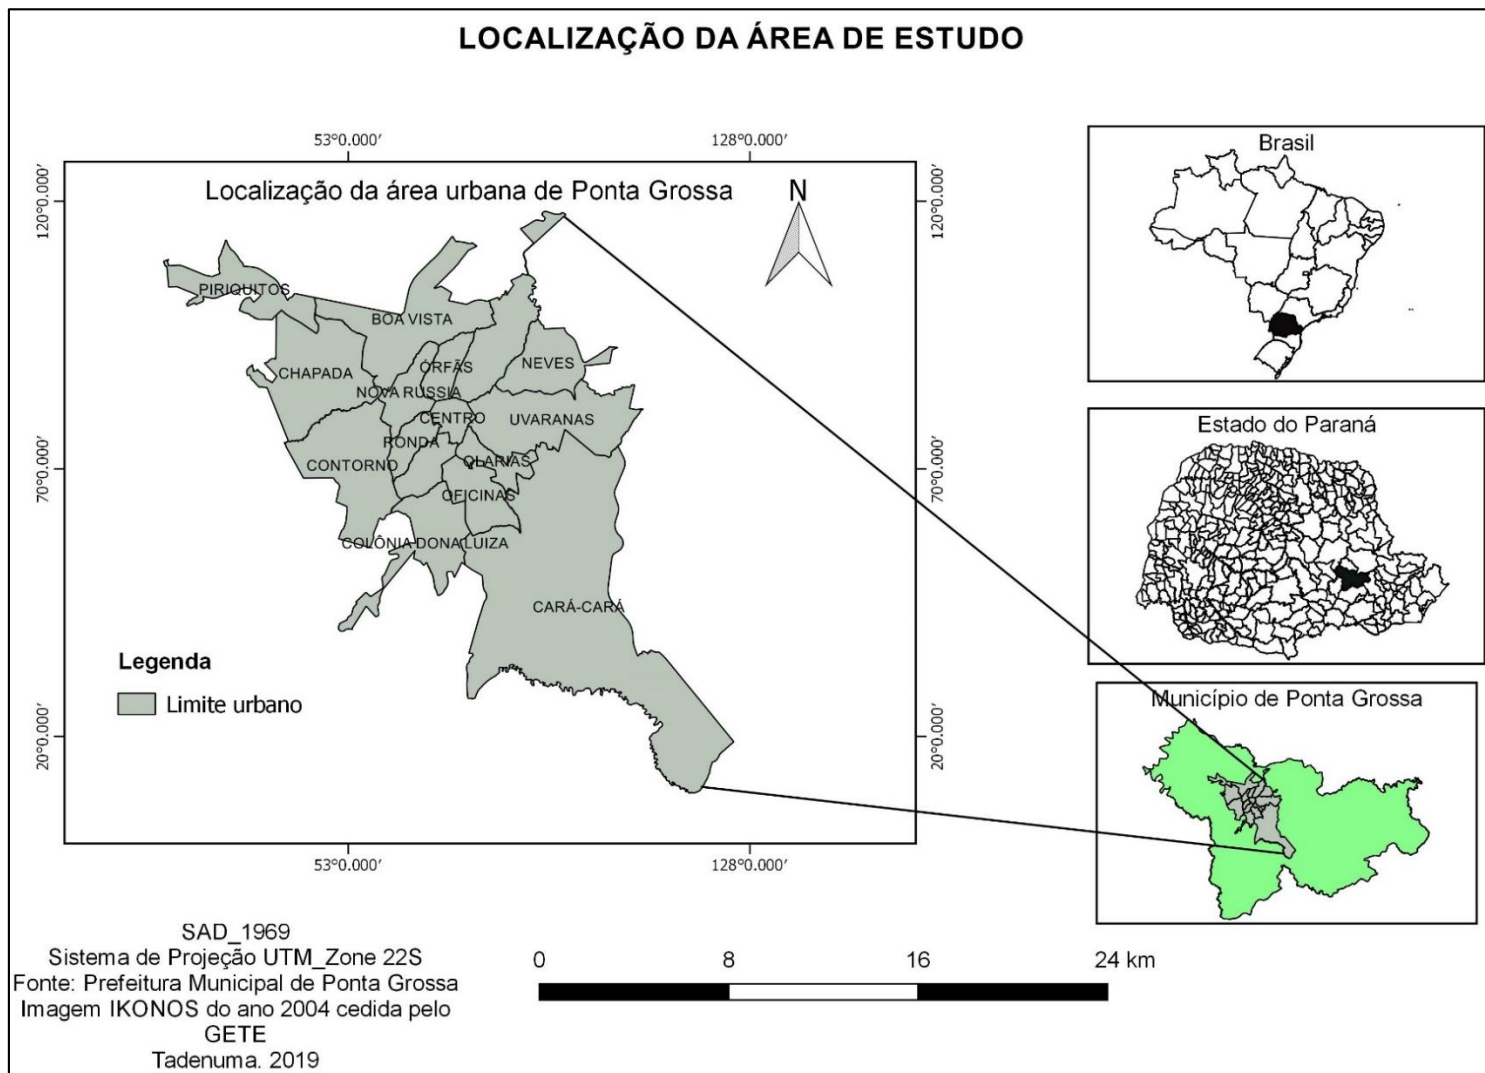 LOCALIZAÇÃO DA ÁREA DE ESTUDO
53°0.000′
128°0.000′
120°0.000′
120°0.000′
Localização da área urbana de Ponta Grossa
N
PIRIQUITOS
BOA VISTA
CHAPADA
ÓRFÃS
NEVES
NOVA RUSSIA
CENTRO
UVARANAS
RONDA
CONTORNO
OLARIAS
OFICINAS
COLÔNIA DONA LUIZA
CARÁ-CARÁ
70°0.000′
70°0.000′
20°0.000′
20°0.000′
Legenda
Limite urbano
53°0.000′
128°0.000′
Brasil
Estado do Paraná
Município de Ponta Grossa
SAD_1969
Sistema de Projeção UTM_Zone 22S
Fonte: Prefeitura Municipal de Ponta Grossa
Imagem IKONOS do ano 2004 cedida pelo
GETE
Tadenuma. 2019
0 8 16 24 km